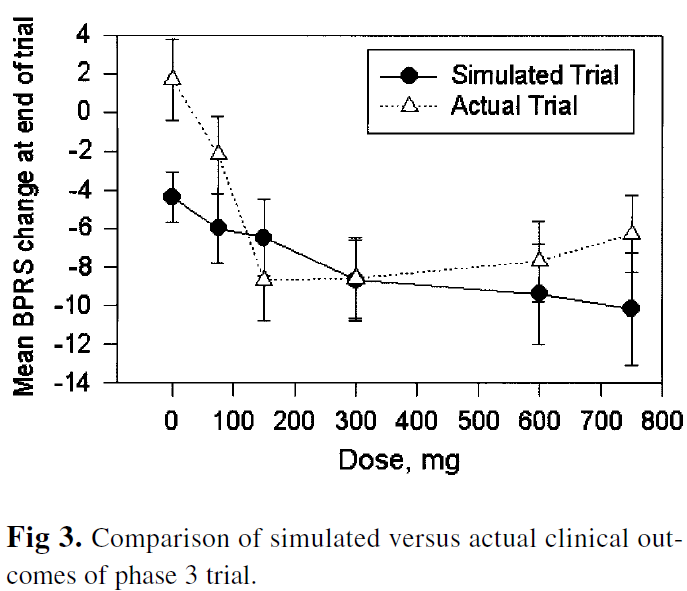 4
2
0
-2
-4
-6
-8
-10
-12
-14
Mean BPRS change at end of trial
Simulated Trial
Actual Trial
0 100 200 300 400 500 600 700 800
Dose, mg
Fig 3. Comparison of simulated versus actual clinical out-
comes of phase 3 trial.